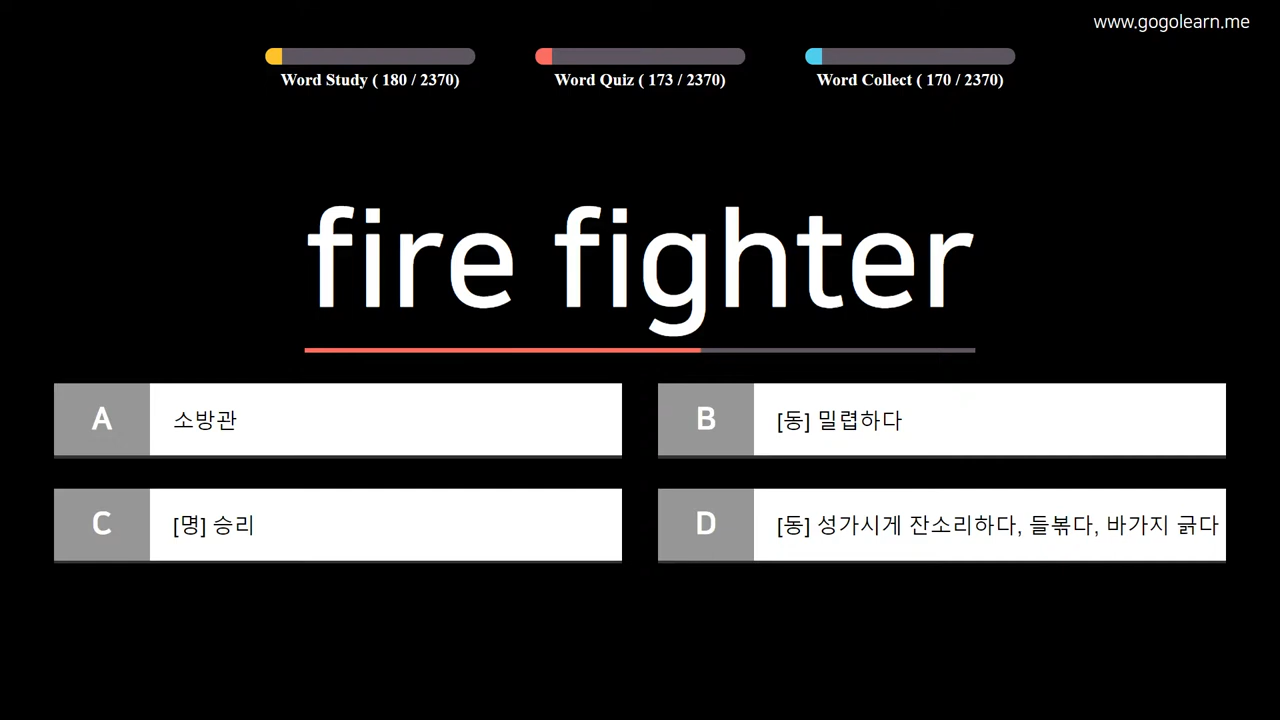 www.gogolearn.me
Word Study ( 180 / 2370)
Word Quiz ( 173 / 2370)
Word Collect ( 170 / 2370)
fire fighter
A 소방관
B [동] 밀렵하다
C [명] 승리
D [동] 성가시게 잔소리하다, 들볶다, 바가지 긁다